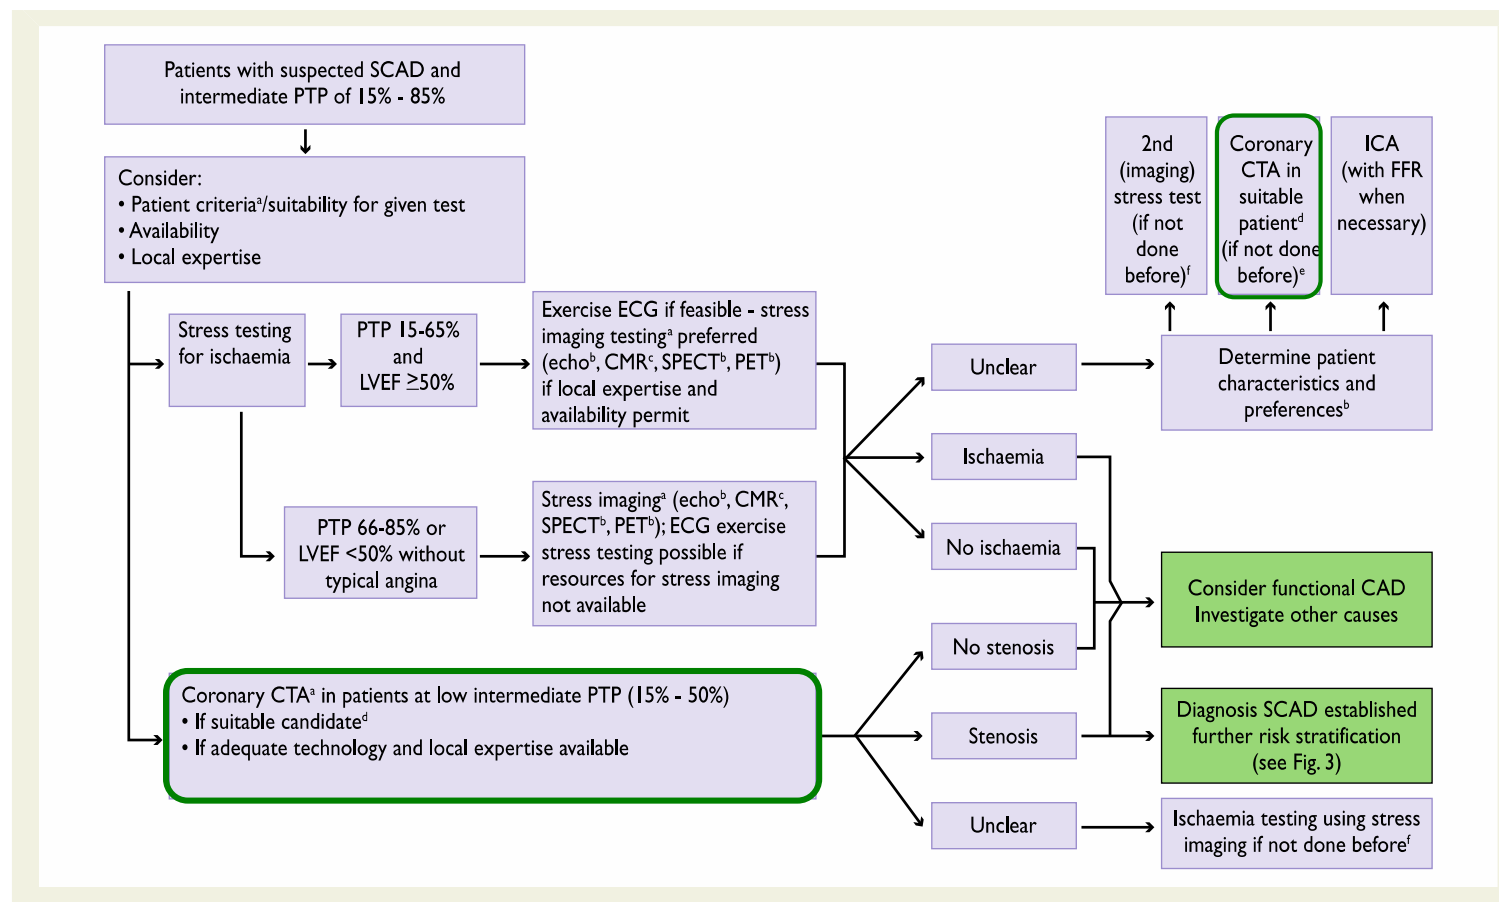 Patients with suspected SCAD and
intermediate PTP of 15% - 85%
Consider:
• Patient criteriaᵃ/suitability for given test
• Availability
• Local expertise
Stress testing
for ischaemia
PTP 15-65%
and
LVEF ≥50%
Exercise ECG if feasible - stress
imaging testingᵃ preferred
(echoᵇ, CMRᶜ, SPECTᵇ, PETᵇ)
if local expertise and
availability permit
PTP 66-85% or
LVEF <50% without
typical angina
Stress imagingᵃ (echoᵇ, CMRᶜ,
SPECTᵇ, PETᵇ); ECG exercise
stress testing possible if
resources for stress imaging
not available
Coronary CTAᵃ in patients at low intermediate PTP (15% - 50%)
• If suitable candidateᵈ
• If adequate technology and local expertise available
Unclear
Ischaemia
No ischaemia
No stenosis
Stenosis
Unclear
2nd
(imaging)
stress test
(if not
done
before)ᶠ
Coronary
CTA in
suitable
patientᵈ
(if not done
before)ᵉ
ICA
(with FFR
when
necessary)
Determine patient
characteristics and
preferencesᵇ
Consider functional CAD
Investigate other causes
Diagnosis SCAD established
further risk stratification
(see Fig. 3)
Ischaemia testing using stress
imaging if not done beforeᶠ